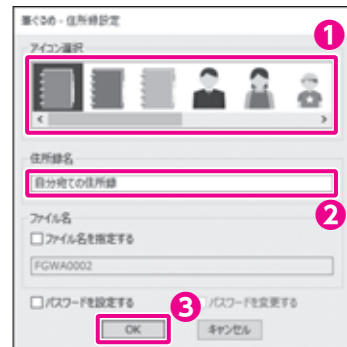 筆ぐるめ - 住所録設定
アイコン選択
1
住所録名
自分宛ての住所録
2
ファイル名
ファイル名を指定する
FGWA0002
3
パスワードを設定する パスワードを変更する
OK キャンセル